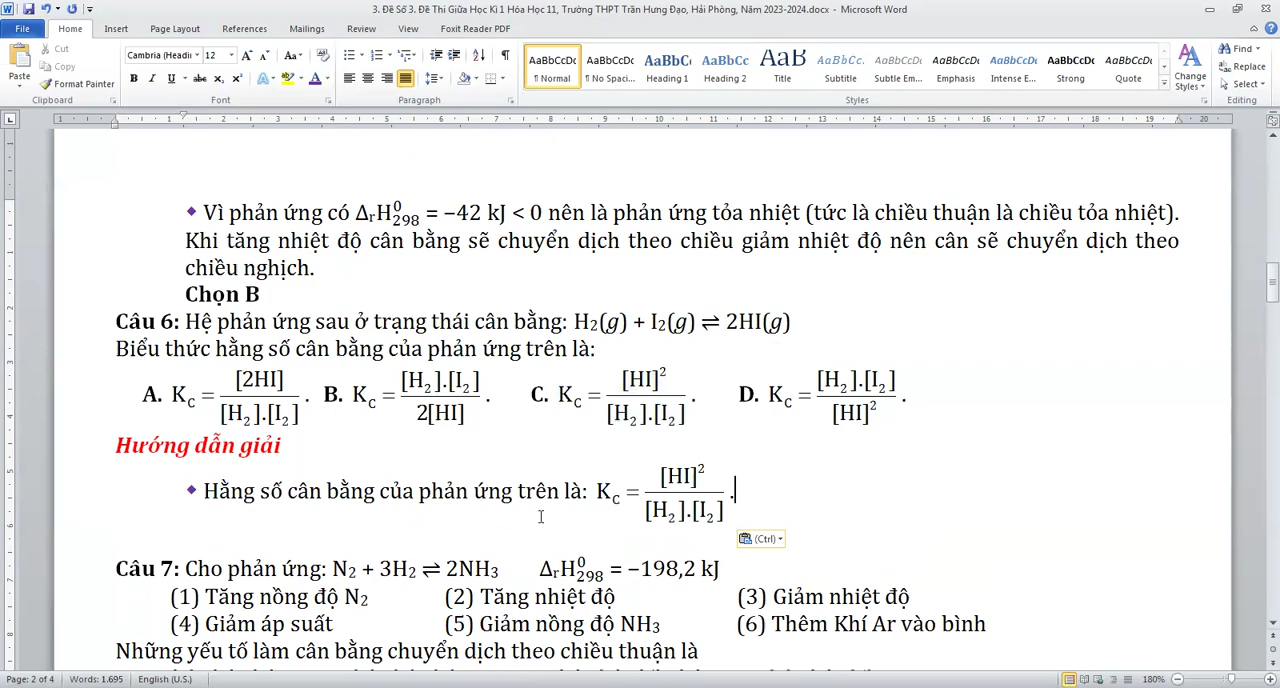 3. Đề Số 3. Đề Thi Giữa Học Kì 1 Hóa Học 11, Trường THPT Trần Hưng Đạo, Hải Phòng, Năm 2023-2024.docx - Microsoft Word
File Home Insert Page Layout References Mailings Review View Foxit Reader PDF
Cut
Copy
Format Painter
Paste
Clipboard
Cambria (Headi 12
Font
Paragraph
AaBbCcDc AaBbCcDc AaBbC AaBbCc AaB AaBbCc. AaBbCcDc AaBbCcDc AaBbCcDc AaBbCcDc AaBbCcDc
¶ Normal ¶ No Spaci... Heading 1 Heading 2 Title Subtitle Subtle Em... Emphasis Intense E... Strong Quote
Change Styles
Styles
Find
Replace
Select
Editing
Vì phản ứng có ΔrH⁰₂₉₈ = −42 kJ < 0 nên là phản ứng tỏa nhiệt (tức là chiều thuận là chiều tỏa nhiệt).
Khi tăng nhiệt độ cân bằng sẽ chuyển dịch theo chiều giảm nhiệt độ nên cân sẽ chuyển dịch theo
chiều nghịch.
Chọn B
Câu 6: Hệ phản ứng sau ở trạng thái cân bằng: H₂(g) + I₂(g) ⇌ 2HI(g)
Biểu thức hằng số cân bằng của phản ứng trên là:
A. K_C = [2HI] / [H₂].[I₂] . B. K_C = [H₂].[I₂] / 2[HI] . C. K_C = [HI]² / [H₂].[I₂] . D. K_C = [H₂].[I₂] / [HI]² .
Hướng dẫn giải
Hằng số cân bằng của phản ứng trên là: K_C = [HI]² / [H₂].[I₂] .
(Ctrl)
Câu 7: Cho phản ứng: N₂ + 3H₂ ⇌ 2NH₃ ΔrH⁰₂₉₈ = −198,2 kJ
(1) Tăng nồng độ N₂ (2) Tăng nhiệt độ (3) Giảm nhiệt độ
(4) Giảm áp suất (5) Giảm nồng độ NH₃ (6) Thêm Khí Ar vào bình
Những yếu tố làm cân bằng chuyển dịch theo chiều thuận là
Page: 2 of 4 Words: 1.695 English (U.S.) 180%